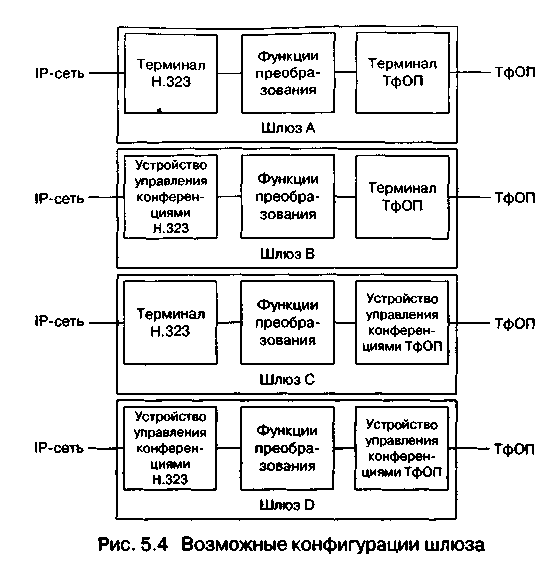 IP-сеть
Терминал
H.323
Функции
преобра-
зования
Терминал
ТфОП
ТфОП
Шлюз A
IP-сеть
Устройство
управления
конферен-
циями
H.323
Функции
преобра-
зования
Терминал
ТфОП
ТфОП
Шлюз B
IP-сеть
Терминал
H.323
Функции
преобра-
зования
Устройство
управления
конферен-
циями ТфОП
ТфОП
Шлюз C
IP-сеть
Устройство
управления
конферен-
циями
H.323
Функции
преобра-
зования
Устройство
управления
конферен-
циями ТфОП
ТфОП
Шлюз D
Рис. 5.4 Возможные конфигурации шлюза